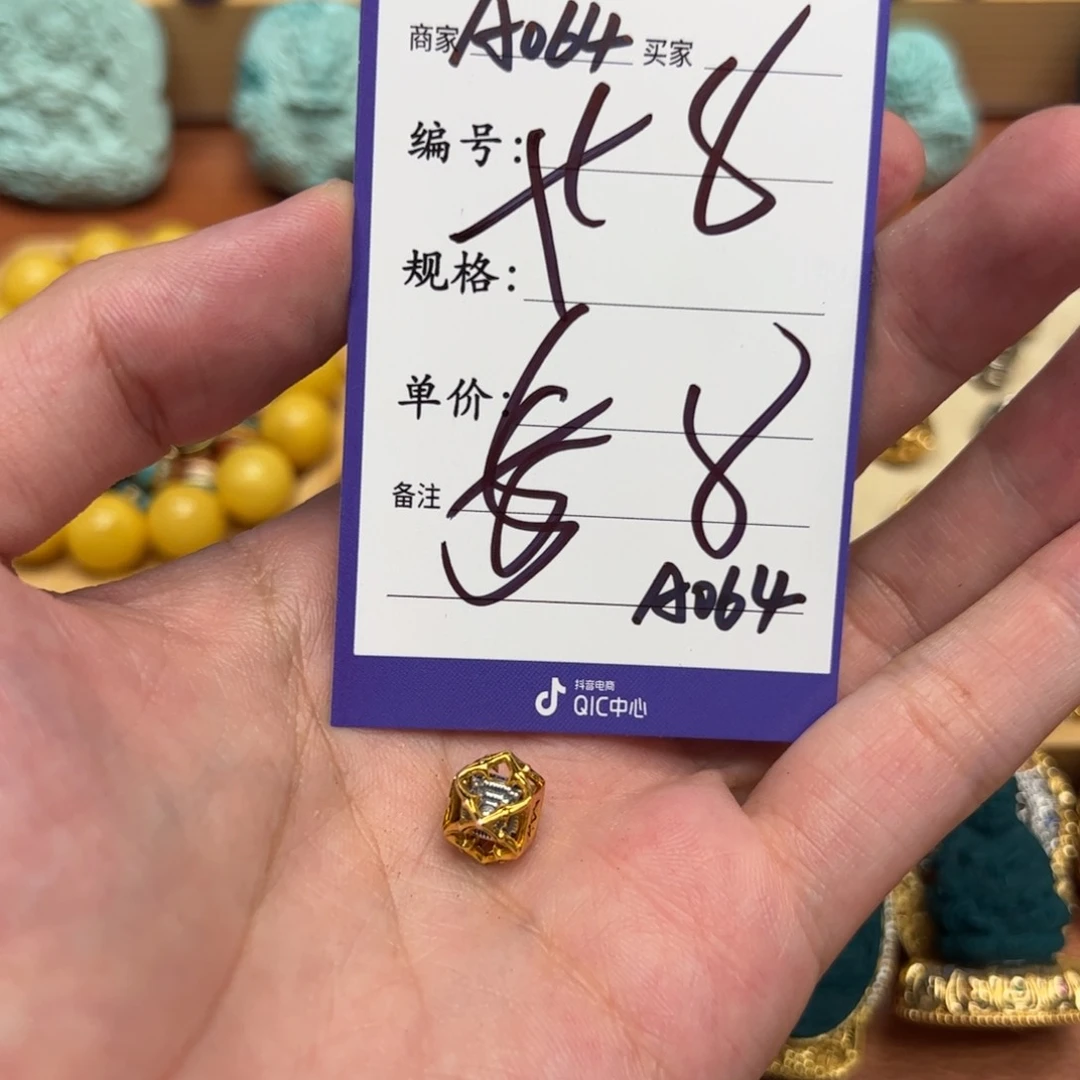 商家 A064 买家
编号: 8
规格:
单价: 8
备注
A064
抖音电商
QIC中心